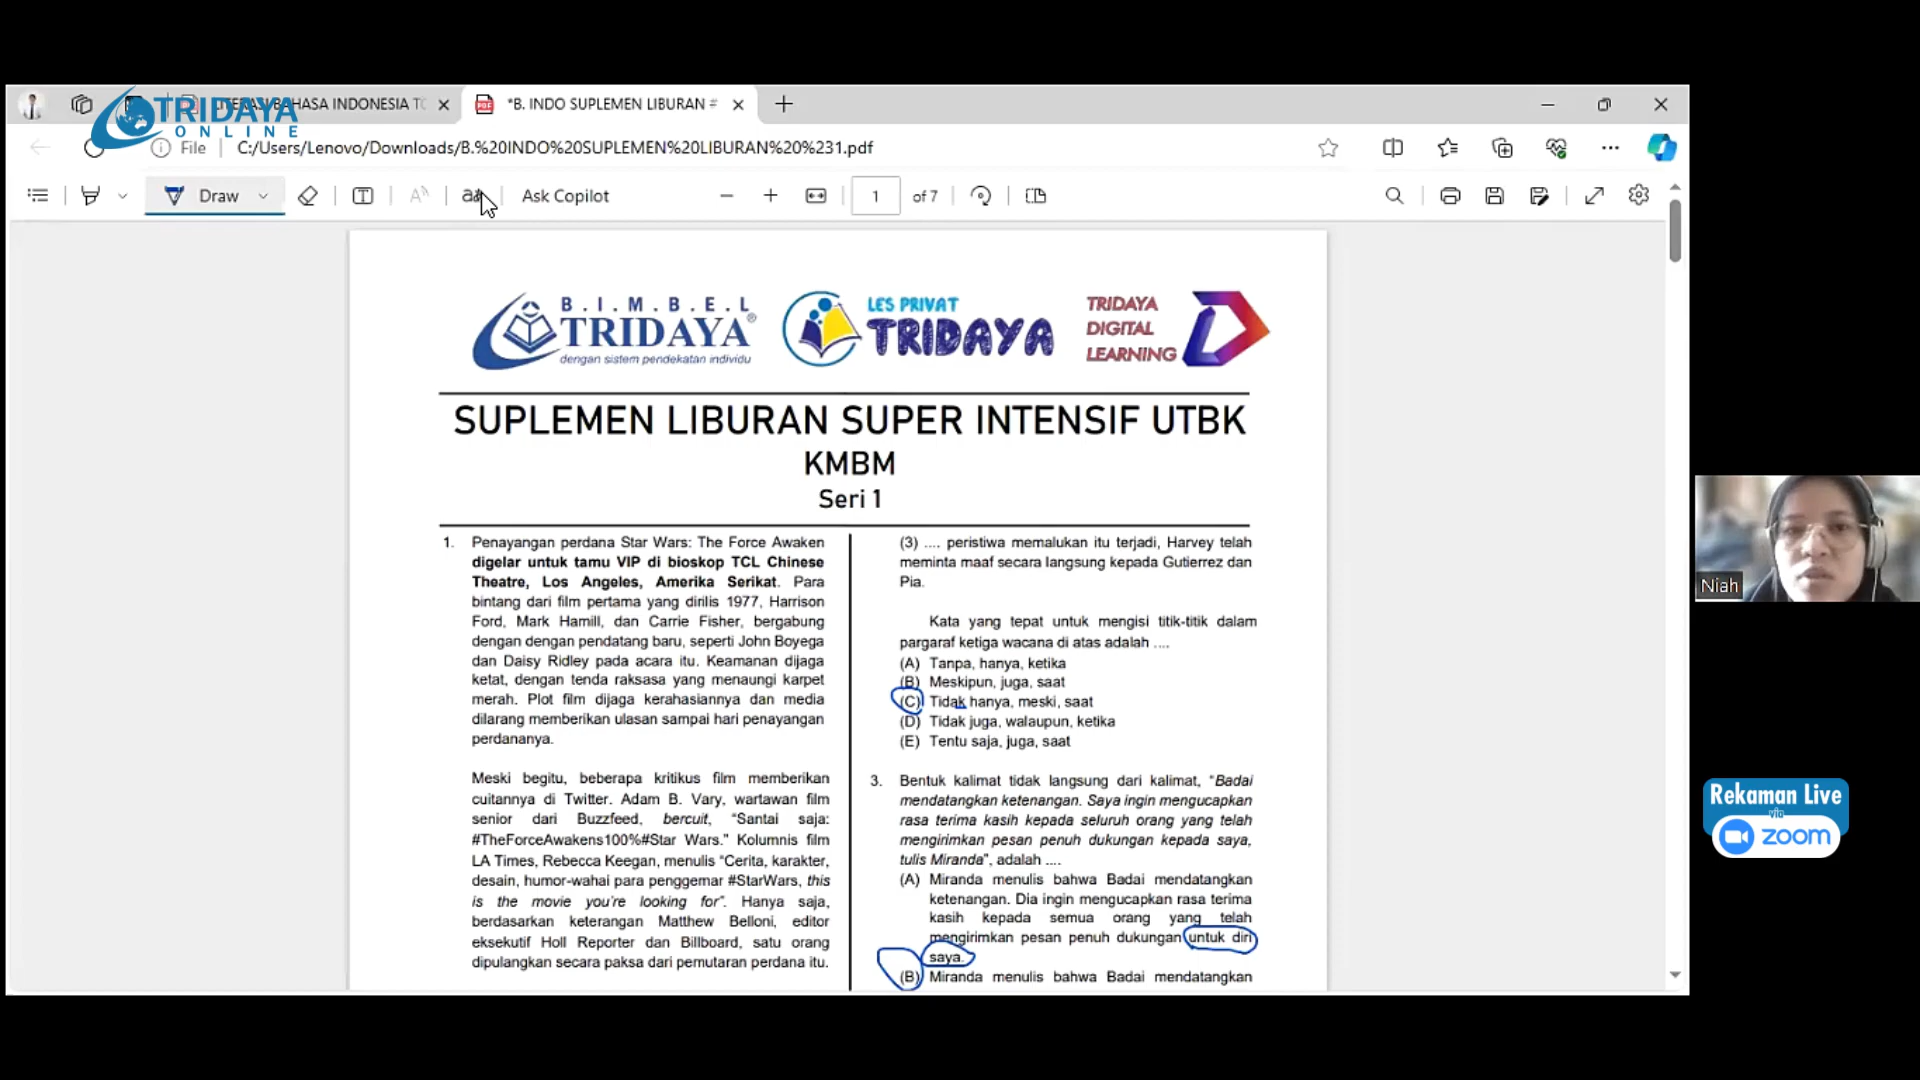 TRIDAYA
ONLINE
BAHASA INDONESIA
*B. INDO SUPLEMEN LIBURAN #
File
C:/Users/Lenovo/Downloads/B.%20INDO%20SUPLEMEN%20LIBURAN%20%231.pdf
Draw
Ask Copilot
1
of 7
B.I.M.B.E.L
TRIDAYA®
dengan sistem pendekatan individu
LES PRIVAT
TRIDAYA
TRIDAYA
DIGITAL
LEARNING
SUPLEMEN LIBURAN SUPER INTENSIF UTBK
KMBM
Seri 1
1. Penayangan perdana Star Wars: The Force Awaken
digelar untuk tamu VIP di bioskop TCL Chinese
Theatre, Los Angeles, Amerika Serikat. Para
bintang dari film pertama yang dirilis 1977, Harrison
Ford, Mark Hamill, dan Carrie Fisher, bergabung
dengan dengan pendatang baru, seperti John Boyega
dan Daisy Ridley pada acara itu. Keamanan dijaga
ketat, dengan tenda raksasa yang menaungi karpet
merah. Plot film dijaga kerahasiannya dan media
dilarang memberikan ulasan sampai hari penayangan
perdananya.
Meski begitu, beberapa kritikus film memberikan
cuitannya di Twitter. Adam B. Vary, wartawan film
senior dari Buzzfeed, bercuit, “Santai saja:
#TheForceAwakens100%#Star Wars.” Kolumnis film
LA Times, Rebecca Keegan, menulis “Cerita, karakter,
desain, humor-wahai para penggemar #StarWars, this
is the movie you’re looking for”. Hanya saja,
berdasarkan keterangan Matthew Belloni, editor
eksekutif Holl Reporter dan Billboard, satu orang
dipulangkan secara paksa dari pemutaran perdana itu.
(3) .... peristiwa memalukan itu terjadi, Harvey telah
meminta maaf secara langsung kepada Gutierrez dan
Pia.
Kata yang tepat untuk mengisi titik-titik dalam
pargaraf ketiga wacana di atas adalah ....
(A) Tanpa, hanya, ketika
(B) Meskipun, juga, saat
(C) Tidak hanya, meski, saat
(D) Tidak juga, walaupun, ketika
(E) Tentu saja, juga, saat
3. Bentuk kalimat tidak langsung dari kalimat, “Badai
mendatangkan ketenangan. Saya ingin mengucapkan
rasa terima kasih kepada seluruh orang yang telah
mengirimkan pesan penuh dukungan kepada saya,
tulis Miranda”, adalah ....
(A) Miranda menulis bahwa Badai mendatangkan
ketenangan. Dia ingin mengucapkan rasa terima
kasih kepada semua orang yang telah
mengirimkan pesan penuh dukungan untuk diri
saya.
(B) Miranda menulis bahwa Badai mendatangkan
Niah
Rekaman Live
via
zoom